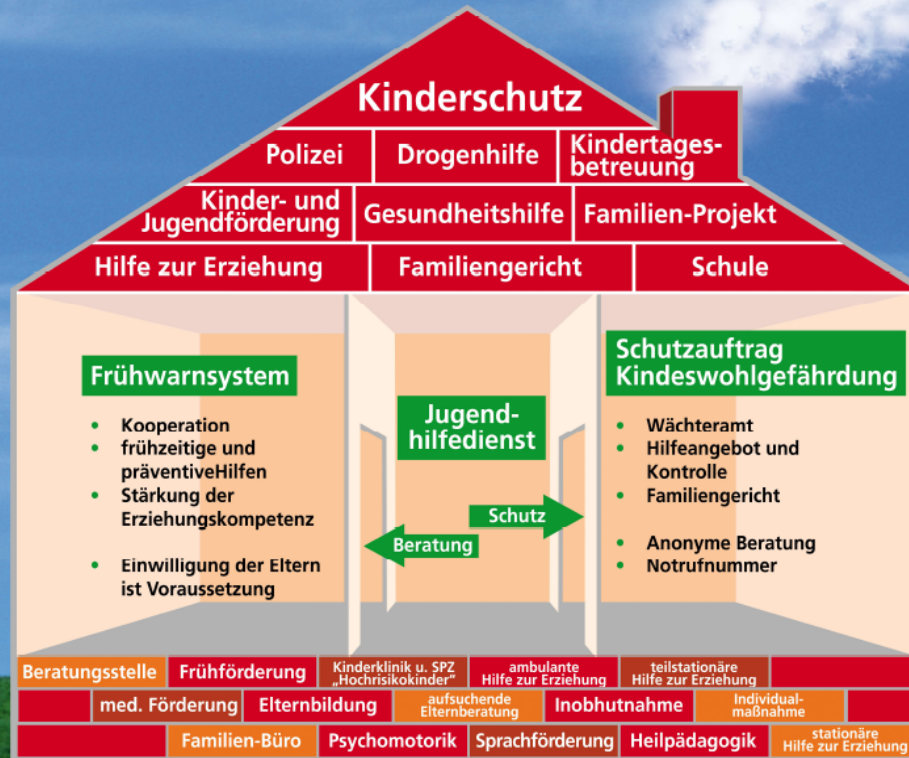 Kinderschutz
Polizei
Drogenhilfe
Kindertages-
betreuung
Kinder- und
Jugendförderung
Gesundheitshilfe
Familien-Projekt
Hilfe zur Erziehung
Familiengericht
Schule
Frühwarnsystem
• Kooperation
• frühzeitige und
präventiveHilfen
• Stärkung der
Erziehungskompetenz
• Einwilligung der Eltern
ist Voraussetzung
Jugend-
hilfedienst
Schutz
Beratung
Schutzauftrag
Kindeswohlgefährdung
• Wächteramt
• Hilfeangebot und
Kontrolle
• Familiengericht
• Anonyme Beratung
• Notrufnummer
Beratungsstelle
Frühförderung
Kinderklinik u. SPZ
„Hochrisikokinder“
ambulante
Hilfe zur Erziehung
teilstationäre
Hilfe zur Erziehung
med. Förderung
Elternbildung
aufsuchende
Elternberatung
Inobhutnahme
Individual-
maßnahme
Familien-Büro
Psychomotorik
Sprachförderung
Heilpädagogik
stationäre
Hilfe zur Erziehung